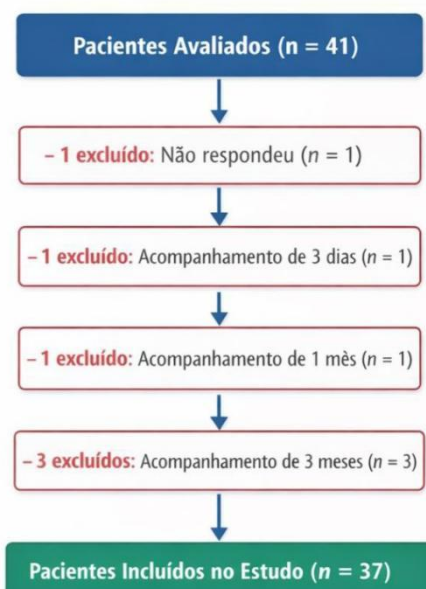 Pacientes Avaliados (n = 41)
– 1 excluído: Não respondeu (n = 1)
– 1 excluído: Acompanhamento de 3 dias (n = 1)
– 1 excluído: Acompanhamento de 1 mès (n = 1)
– 3 excluídos: Acompanhamento de 3 meses (n = 3)
Pacientes Incluídos no Estudo (n = 37)